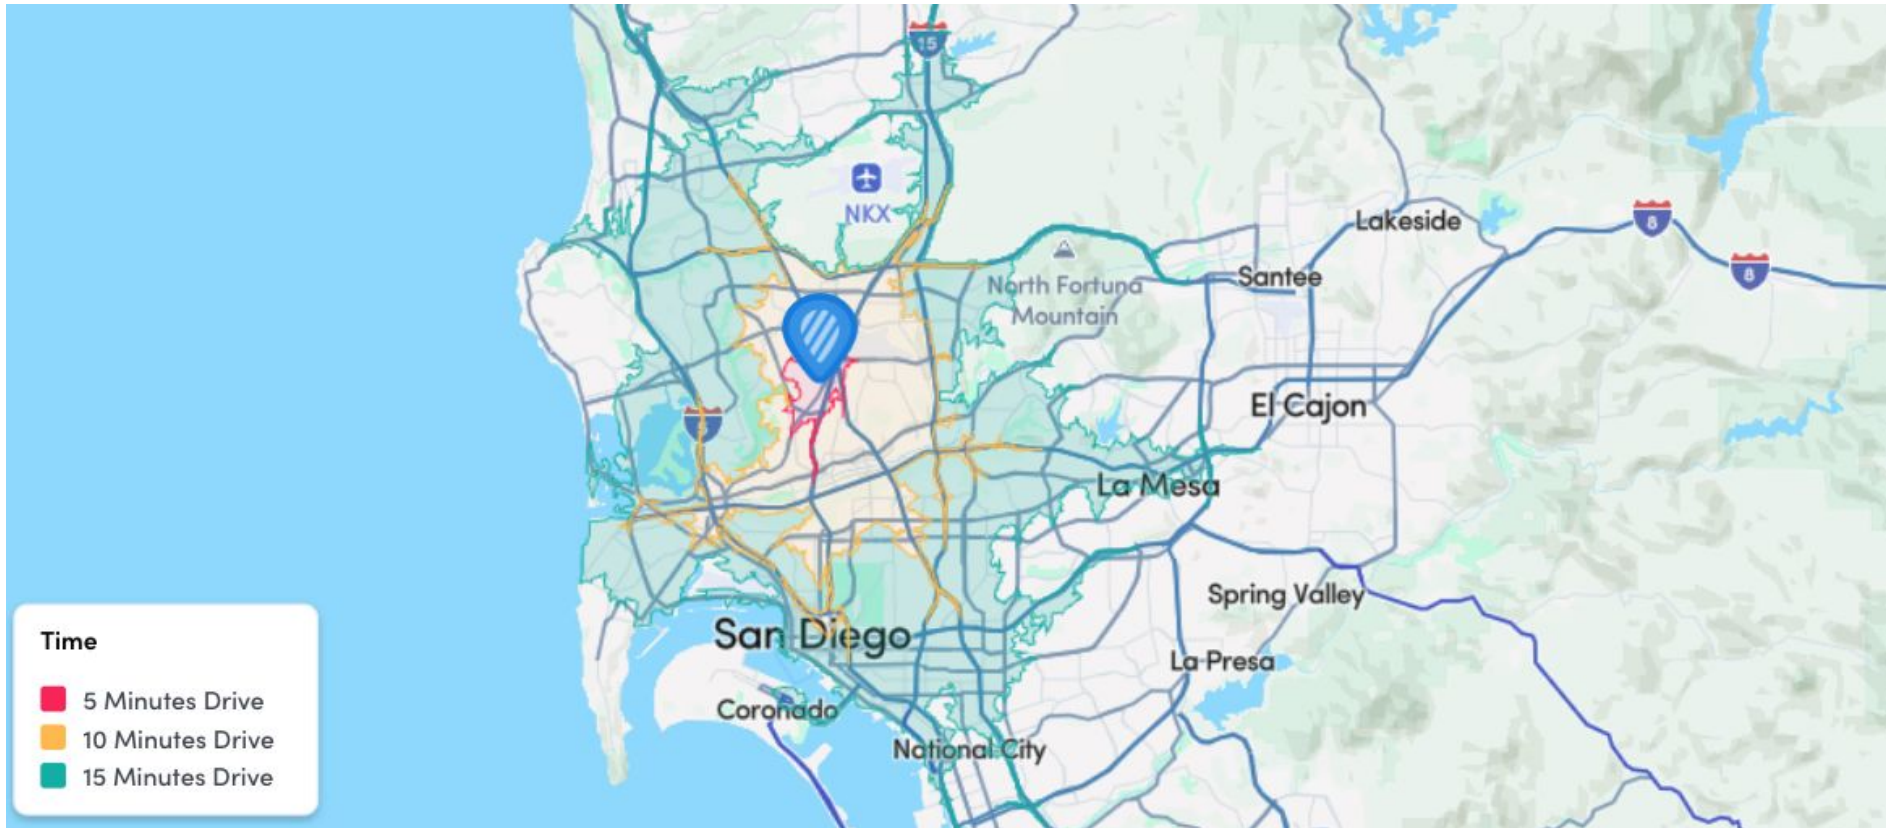 15
NKX
Lakeside
8
8
North Fortuna
Mountain
Santee
El Cajon
5
La Mesa
Spring Valley
San Diego
La Presa
Coronado
National City
Time
5 Minutes Drive
10 Minutes Drive
15 Minutes Drive